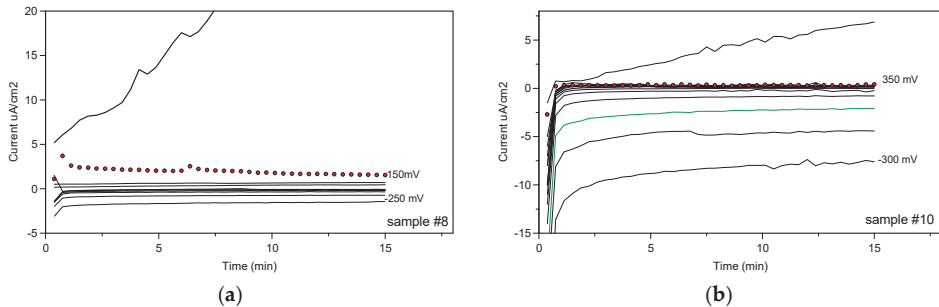 20
15
10
5
0
-5
Current uA/cm2
150mV
-250 mV
sample #8
0
5
10
15
Time (min)
(a)
5
0
-5
-10
-15
Current uA/cm2
350 mV
-300 mV
sample #10
0
5
10
15
Time (min)
(b)